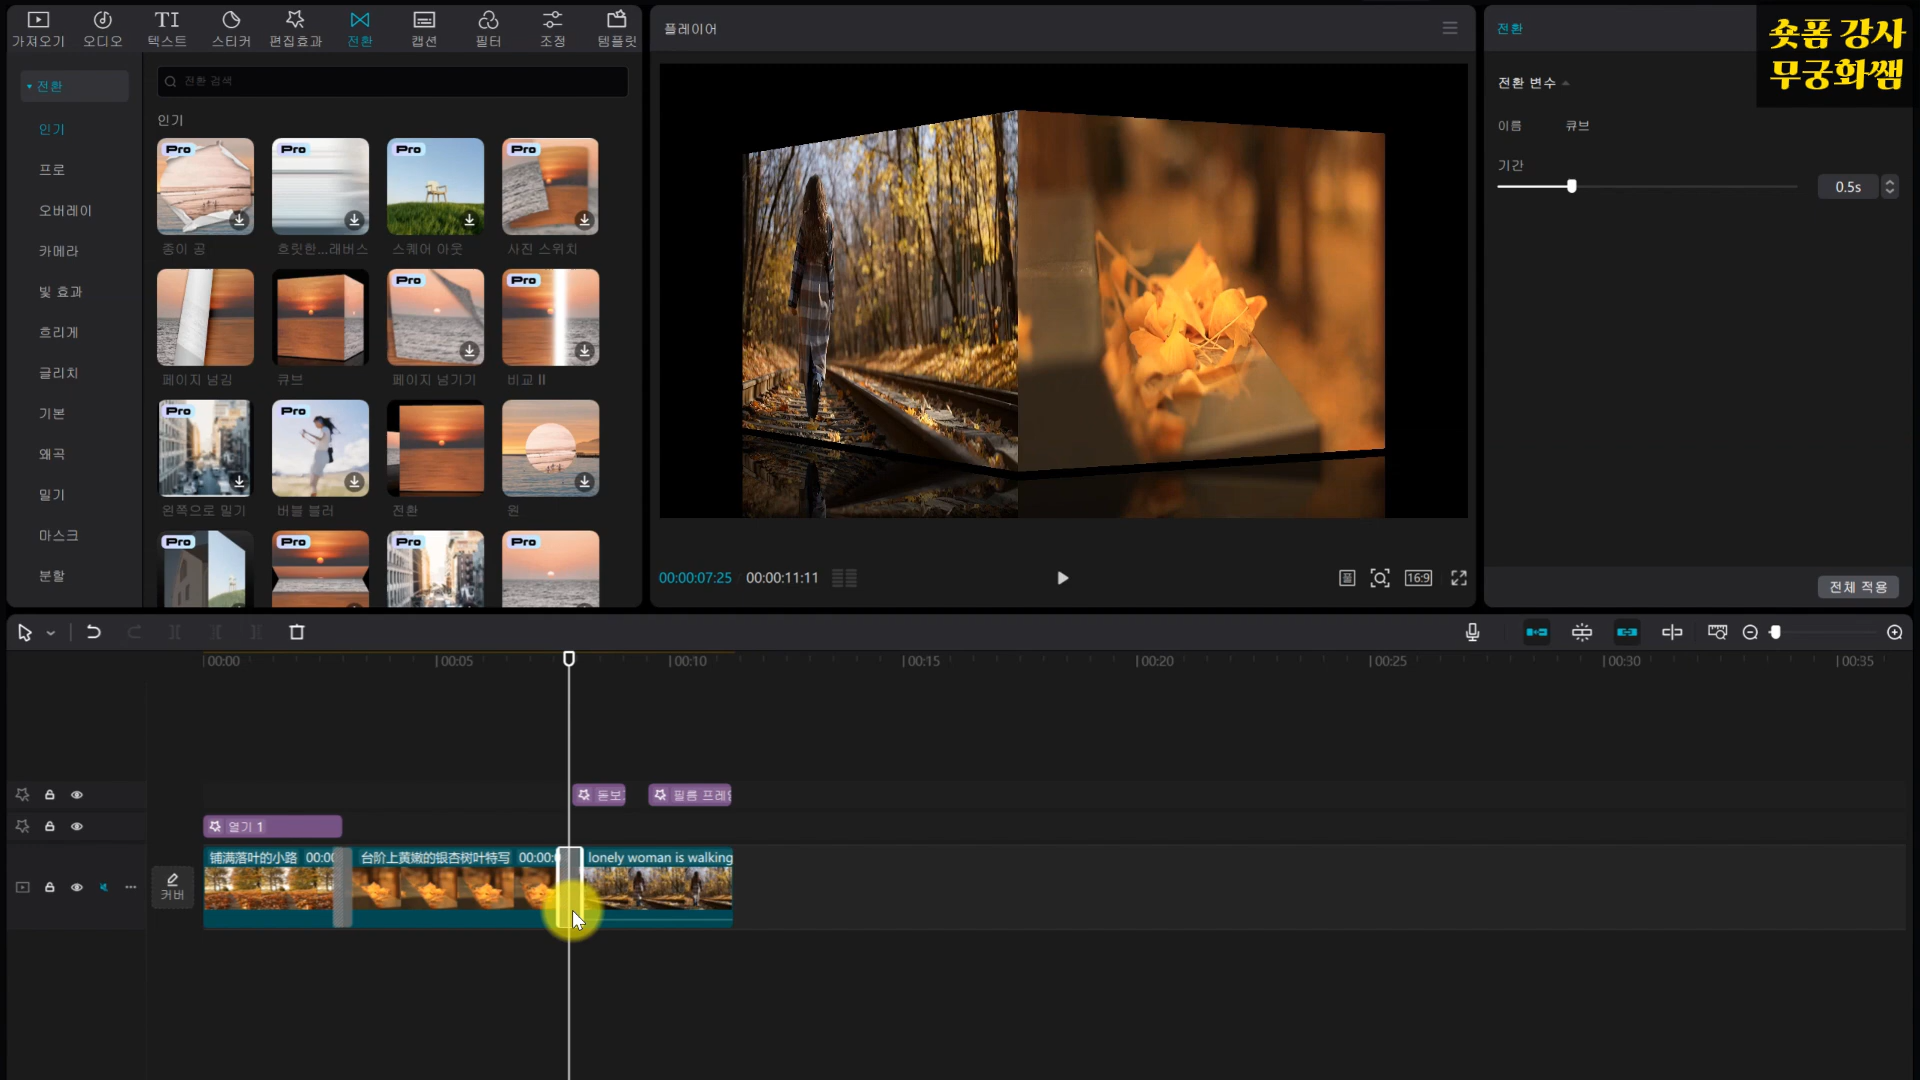 가져오기
오디오
TI
텍스트
스티커
편집효과
전환
캡션
필터
조정
템플릿
전환
인기
프로
오버레이
카메라
빛 효과
흐리게
글리치
기본
왜곡
밀기
마스크
분할
전환 검색
인기
Pro
Pro
Pro
Pro
종이 공
흐릿한...래버스
스퀘어 아웃
사진 스위치
Pro
Pro
페이지 넘김
큐브
페이지 넘기기
비교 II
Pro
Pro
왼쪽으로 밀기
버블 블러
전환
원
Pro
Pro
Pro
Pro
플레이어
00:00:07:25
00:00:11:11
16:9
전환
숏폼 강사
무궁화쌤
전환 변수
이름
큐브
기간
0.5s
전체 적용
00:00
00:05
00:10
00:15
00:20
00:25
00:30
00:35
돋보
필름 프레임
열기 1
커버
铺满落叶的小路 00:00
台阶上黄嫩的银杏树叶特写 00:00:0
lonely woman is walking